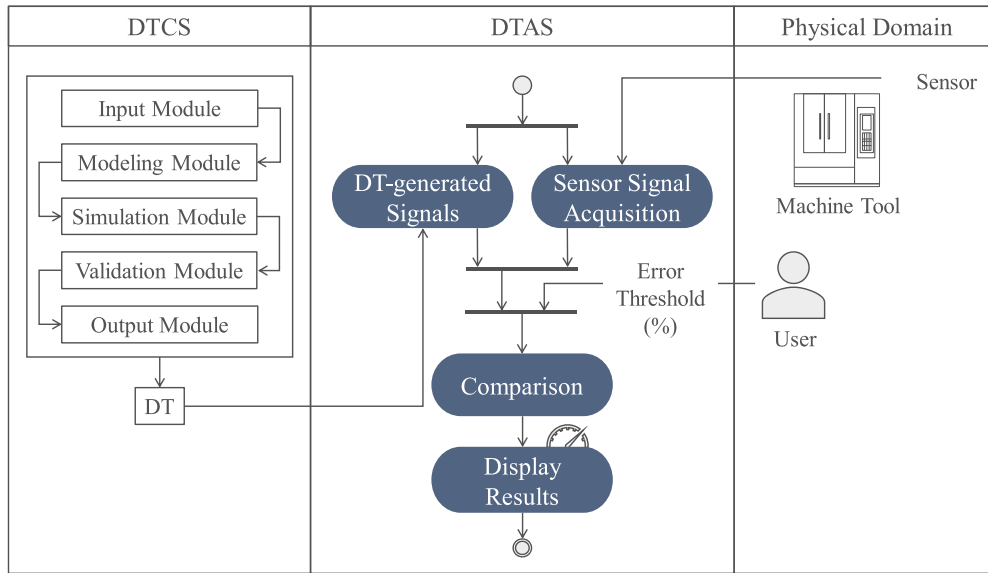 DTCS
DTAS
Physical Domain
Input Module
Modeling Module
Simulation Module
Validation Module
Output Module
DT
DT-generated
Signals
Sensor Signal
Acquisition
Comparison
Display
Results
Sensor
Machine Tool
Error
Threshold
(%)
User